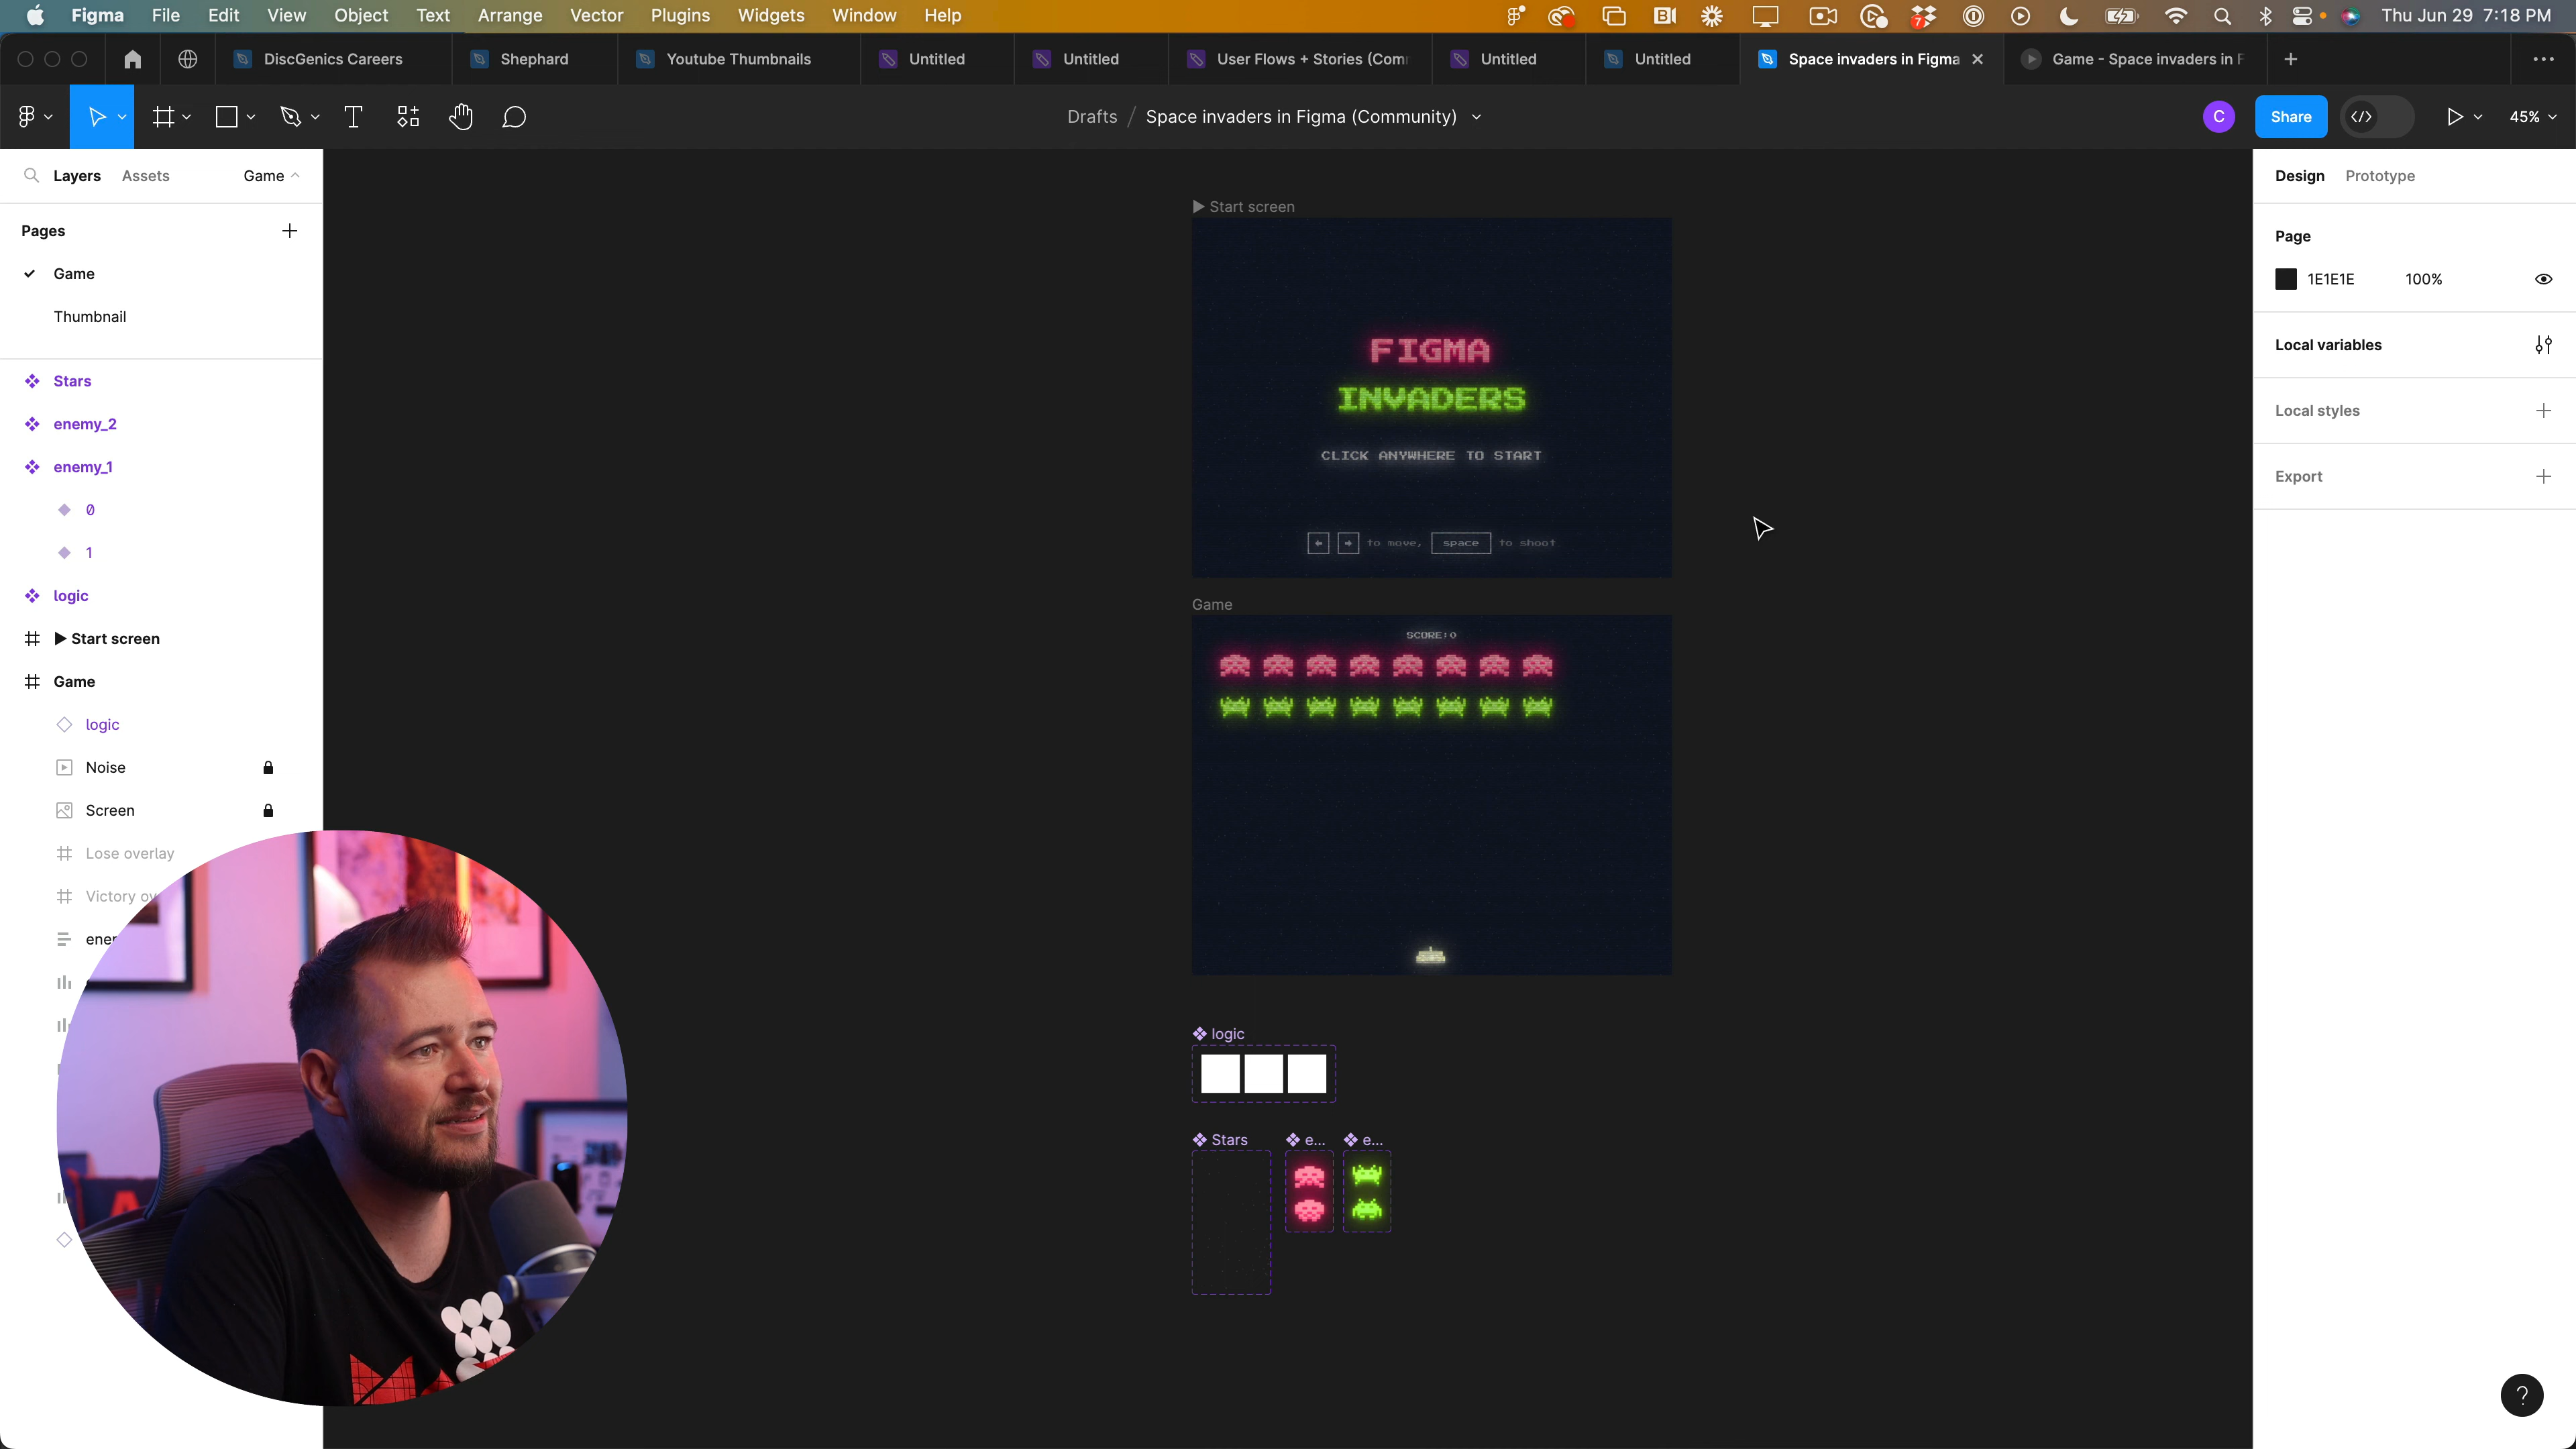 Figma File Edit View Object Text Arrange Vector Plugins Widgets Window Help
7
Thu Jun 29 7:18 PM
DiscGenics Careers
Shephard
Youtube Thumbnails
Untitled
Untitled
User Flows + Stories (Com
Untitled
Untitled
Space invaders in Figma
Game - Space invaders in F
Drafts / Space invaders in Figma (Community)
C
Share
45%
Layers Assets Game
Pages
Game
Thumbnail
Stars
enemy_2
enemy_1
0
1
logic
Start screen
Game
logic
Noise
Screen
Lose overlay
Victory ov
ener
Start screen
FIGMA
INVADERS
CLICK ANYWHERE TO START
to move, space to shoot
Game
SCORE:0
logic
Stars
e...
e...
Design Prototype
Page
1E1E1E 100%
Local variables
Local styles
Export
?